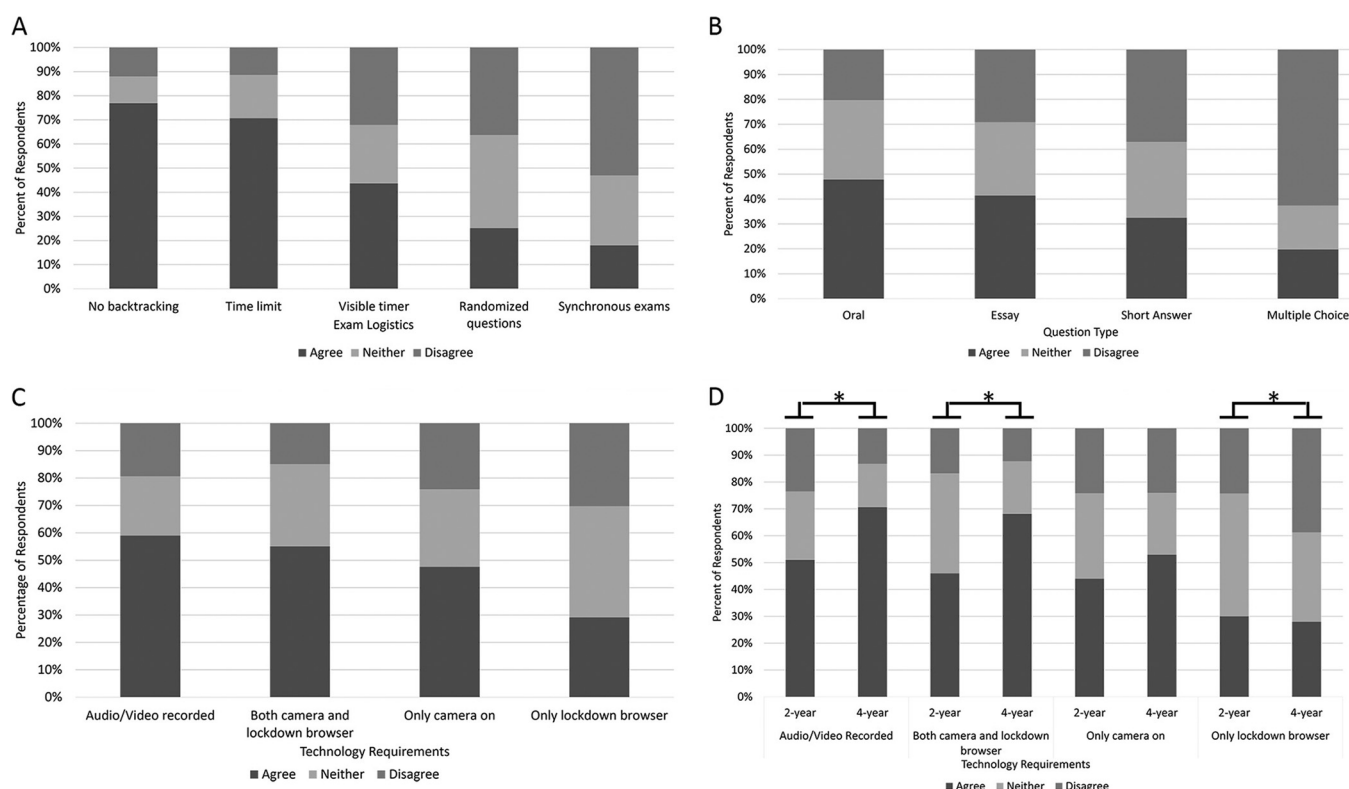 A
Percent of Respondents
100%
90%
80%
70%
60%
50%
40%
30%
20%
10%
0%
No backtracking
Time limit
Visible timer
Randomized
questions
Synchronous exams
Exam Logistics
Agree Neither Disagree
B
Percent of Respondents
100%
90%
80%
70%
60%
50%
40%
30%
20%
10%
0%
Oral Essay Short Answer Multiple Choice
Question Type
Agree Neither Disagree
C
Percentage of Respondents
100%
90%
80%
70%
60%
50%
40%
30%
20%
10%
0%
Audio/Video recorded
Both camera and
lockdown browser
Only camera on
Only lockdown browser
Technology Requirements
Agree Neither Disagree
D
* * *
Percent of Respondents
100%
90%
80%
70%
60%
50%
40%
30%
20%
10%
0%
2-year 4-year 2-year 4-year 2-year 4-year 2-year 4-year
Audio/Video Recorded
Both camera and lockdown
browser
Only camera on
Only lockdown browser
Technology Requirements
Agree Neither Disagree